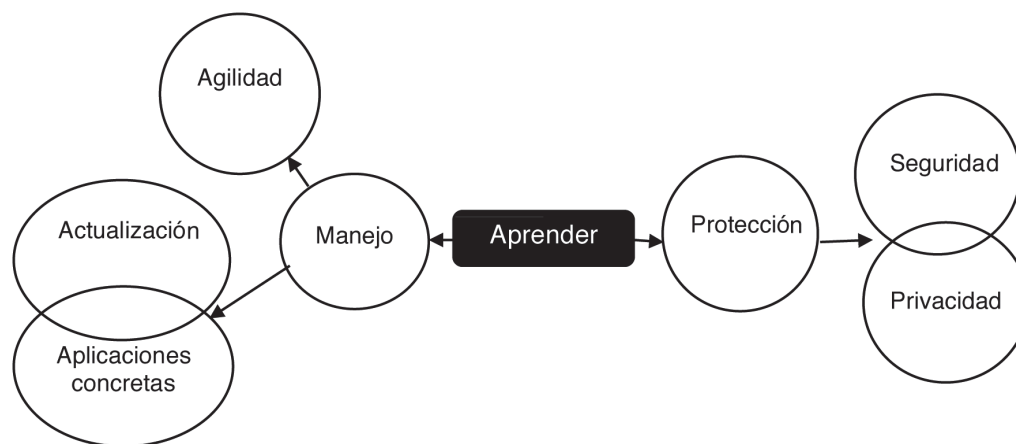 Agilidad
Actualización
Aplicaciones
concretas
Manejo
Aprender
Protección
Seguridad
Privacidad